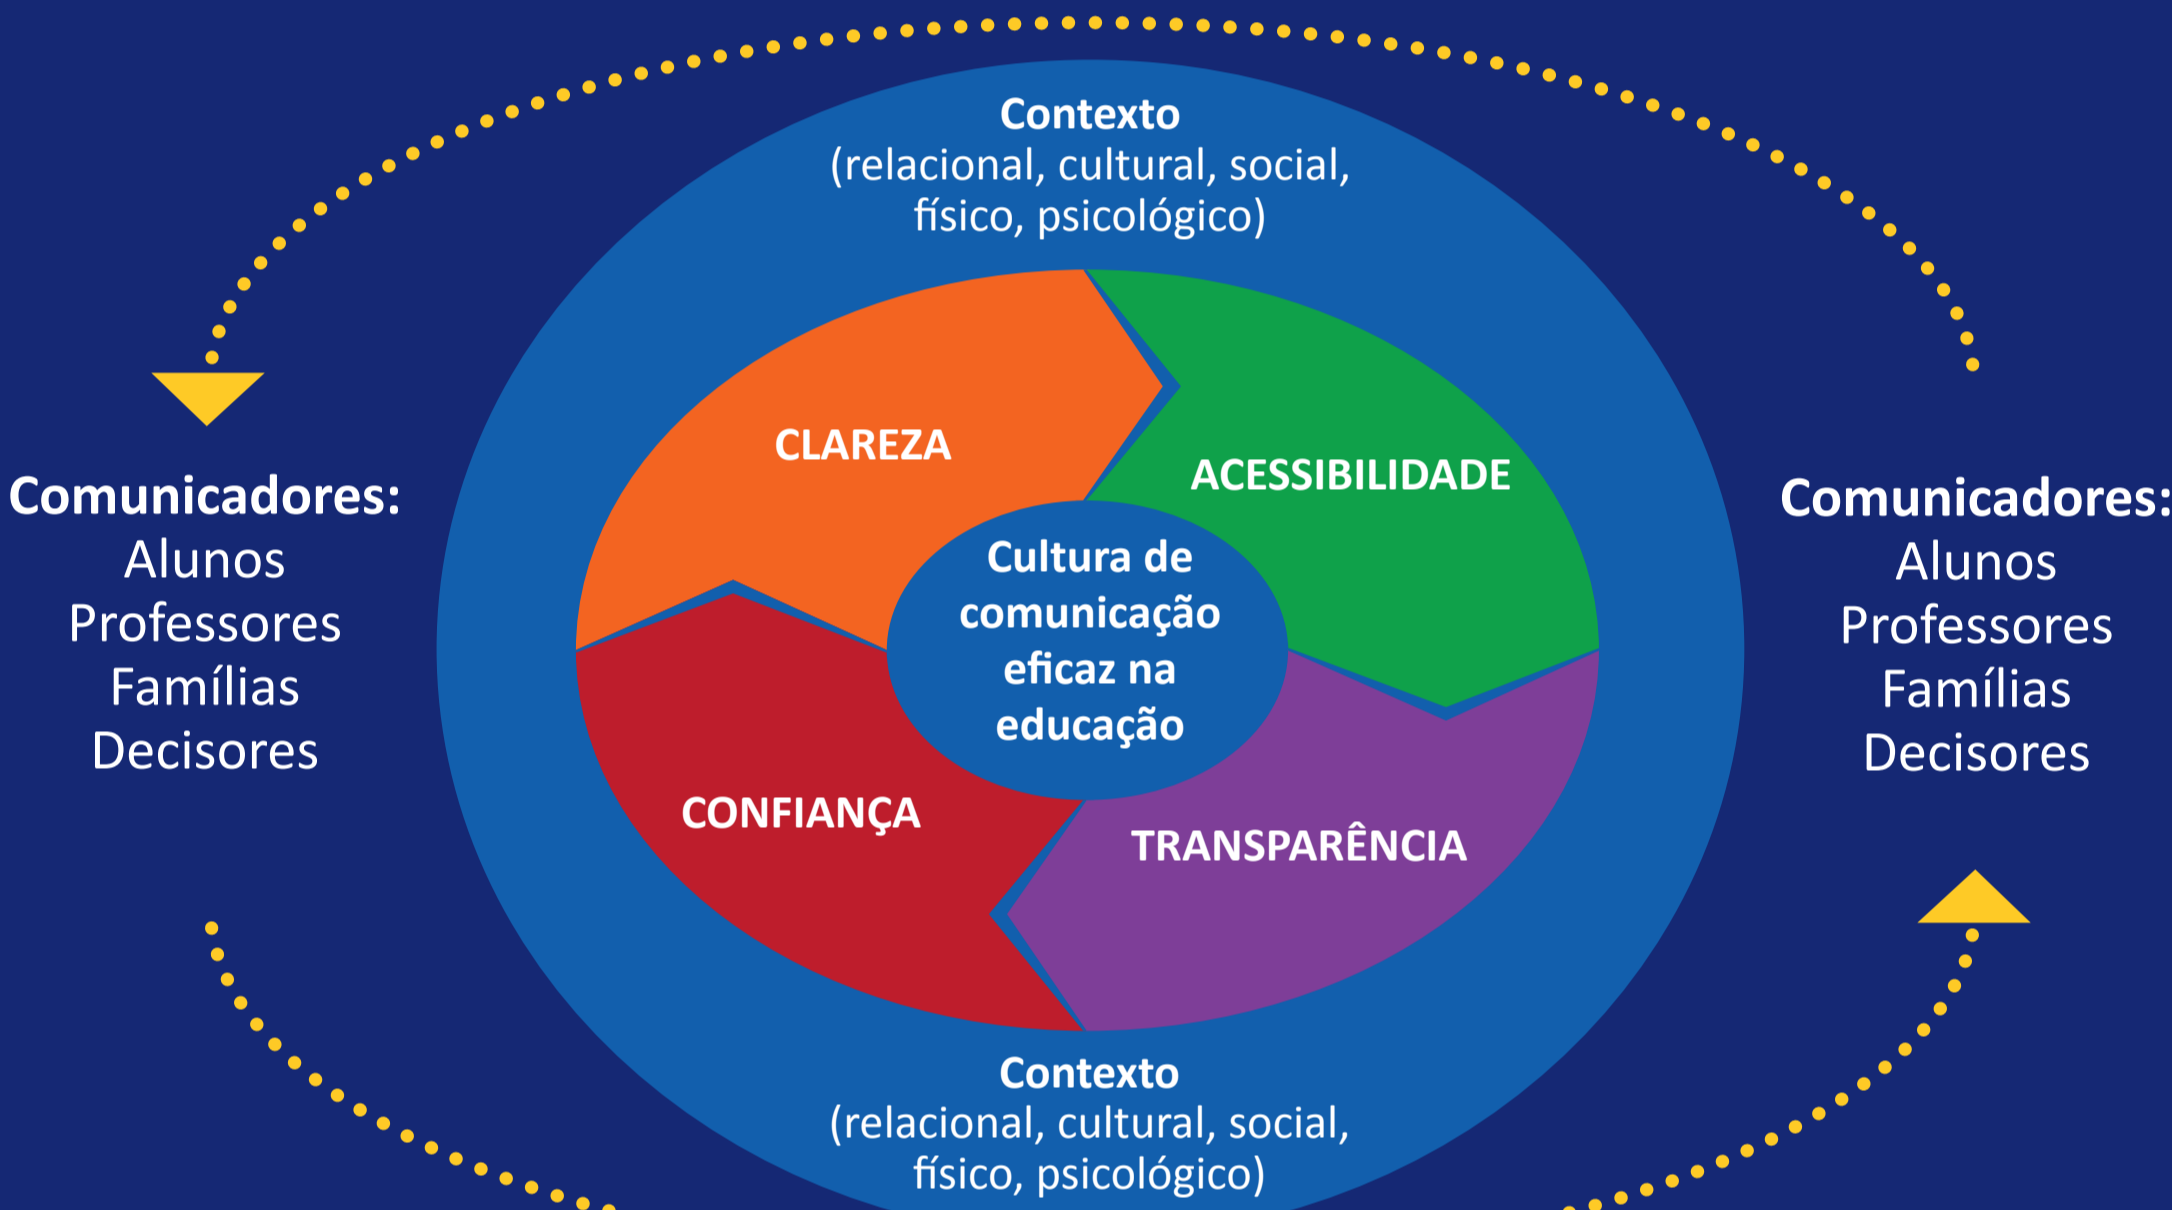 Contexto
(relacional, cultural, social,
físico, psicológico)
CLAREZA
ACESSIBILIDADE
Comunicadores:
Alunos
Professores
Famílias
Decisores
Cultura de
comunicação
eficaz na
educação
Comunicadores:
Alunos
Professores
Famílias
Decisores
CONFIANÇA
TRANSPARÊNCIA
Contexto
(relacional, cultural, social,
físico, psicológico)